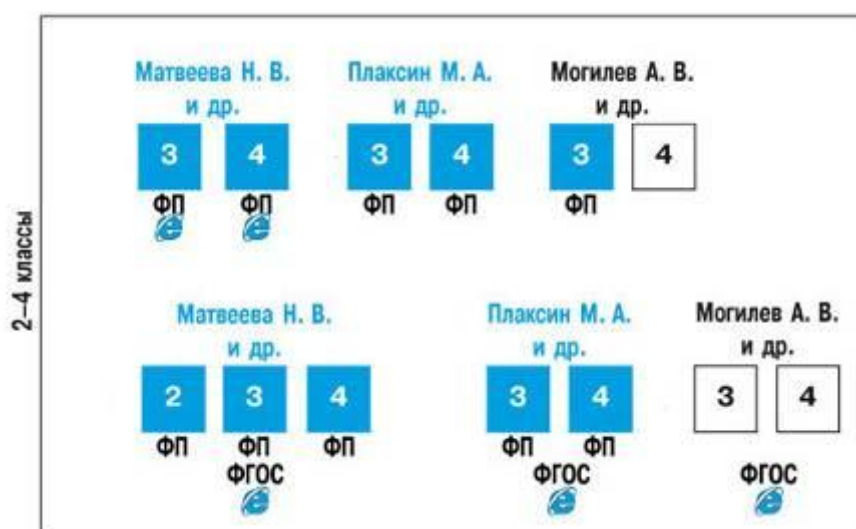 2–4 классы
Матвеева Н. В. Плаксин М. А. Могилев А. В.
и др. и др. и др.
3 4 3 4 3 4
ФП ФП ФП ФП ФП
Матвеева Н. В. Плаксин М. А. Могилев А. В.
и др. и др. и др.
2 3 4 3 4 3 4
ФП ФП ФП ФП ФП
ФГОС ФГОС ФГОС